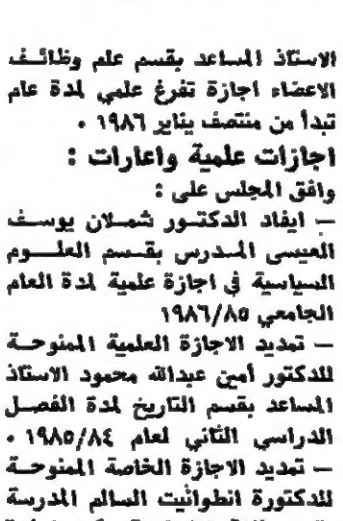 الاستاذ المساعد بقسم علم وظائف
الاعضاء اجازة تفرغ علمي لمدة عام
تبدأ من منتصف يناير ١٩٨٦ .
اجازات علمية واعارات :
وافق المجلس على :
— ايفاد الدكتور شملان يوسف
العيسى المدرس بقسم العلوم
السياسية في اجازة علمية لمدة العام
الجامعي ١٩٨٦/٨٥
— تمديد الاجازة العلمية الممنوحة
للدكتور أمين عبدالله محمود الاستاذ
المساعد بقسم التاريخ لمدة الفصل
الدراسي الثاني لعام ١٩٨٥/٨٤ .
— تمديد الاجازة الخاصة الممنوحة
للدكتورة انطوانيت السالم المدرسة